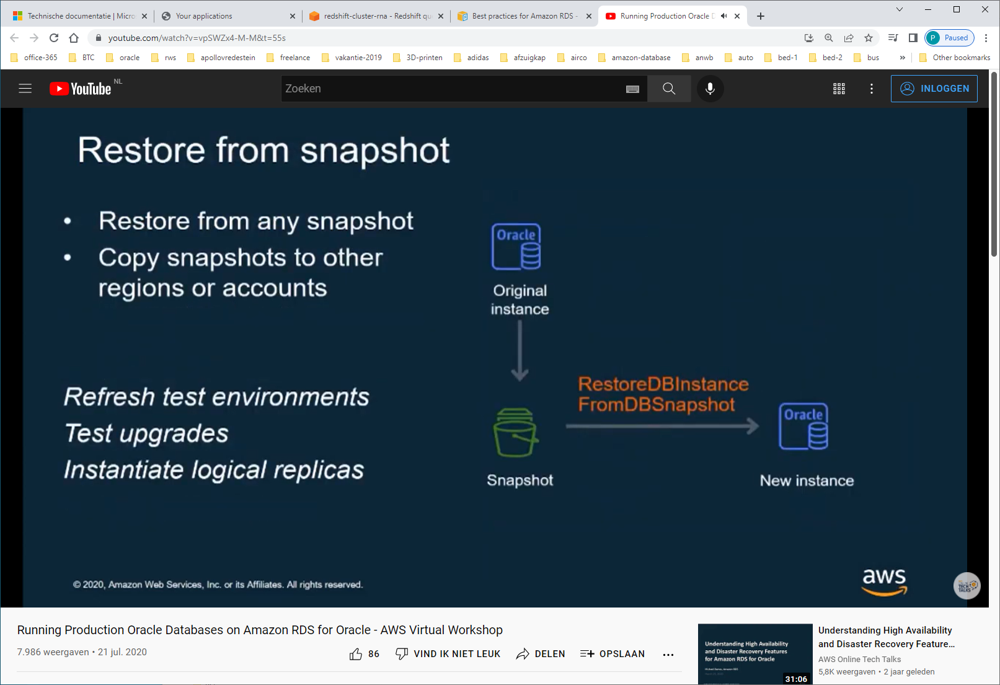 Technische documentatie | Micro
Your applications
redshift-cluster-rna - Redshift qu
Best practices for Amazon RDS -
Running Production Oracle D
youtube.com/watch?v=vpSWZx4-M-M&t=55s
P Paused
office-365 BTC oracle rws apollovredestein freelance vakantie-2019 3D-printen adidas afzuigkap airco amazon-database anwb auto bed-1 bed-2 bus » Other bookmarks
YouTube NL
Zoeken
INLOGGEN
Restore from snapshot
• Restore from any snapshot
• Copy snapshots to other
regions or accounts
Refresh test environments
Test upgrades
Instantiate logical replicas
Oracle
Original
instance
RestoreDBInstance
FromDBSnapshot
Oracle
Snapshot
New instance
© 2020, Amazon Web Services, Inc. or its Affiliates. All rights reserved.
aws
TECH
TALKS
Running Production Oracle Databases on Amazon RDS for Oracle - AWS Virtual Workshop
7.986 weergaven • 21 jul. 2020
86 VIND IK NIET LEUK DELEN OPSLAAN
Understanding High Availability
and Disaster Recovery Features
for Amazon RDS for Oracle
31:06
Understanding High Availability
and Disaster Recovery Feature...
AWS Online Tech Talks
5,8K weergaven • 2 jaar geleden